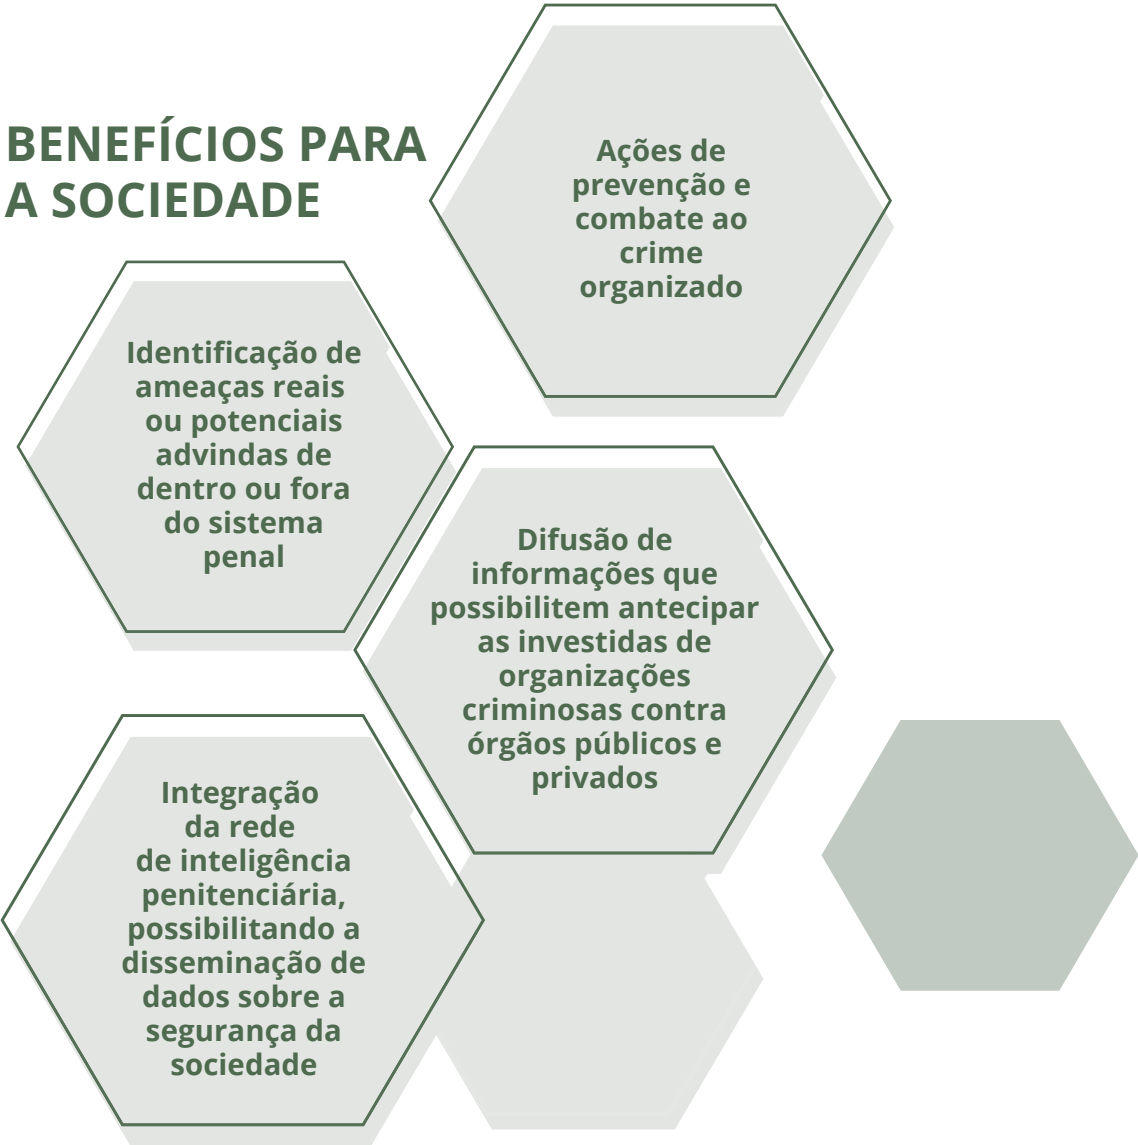 BENEFÍCIOS PARA
A SOCIEDADE
Ações de
prevenção e
combate ao
crime
organizado
Identificação de
ameaças reais
ou potenciais
advindas de
dentro ou fora
do sistema
penal
Difusão de
informações que
possibilitem antecipar
as investidas de
organizações
criminosas contra
órgãos públicos e
privados
Integração
da rede
de inteligência
penitenciária,
possibilitando a
disseminação de
dados sobre a
segurança da
sociedade